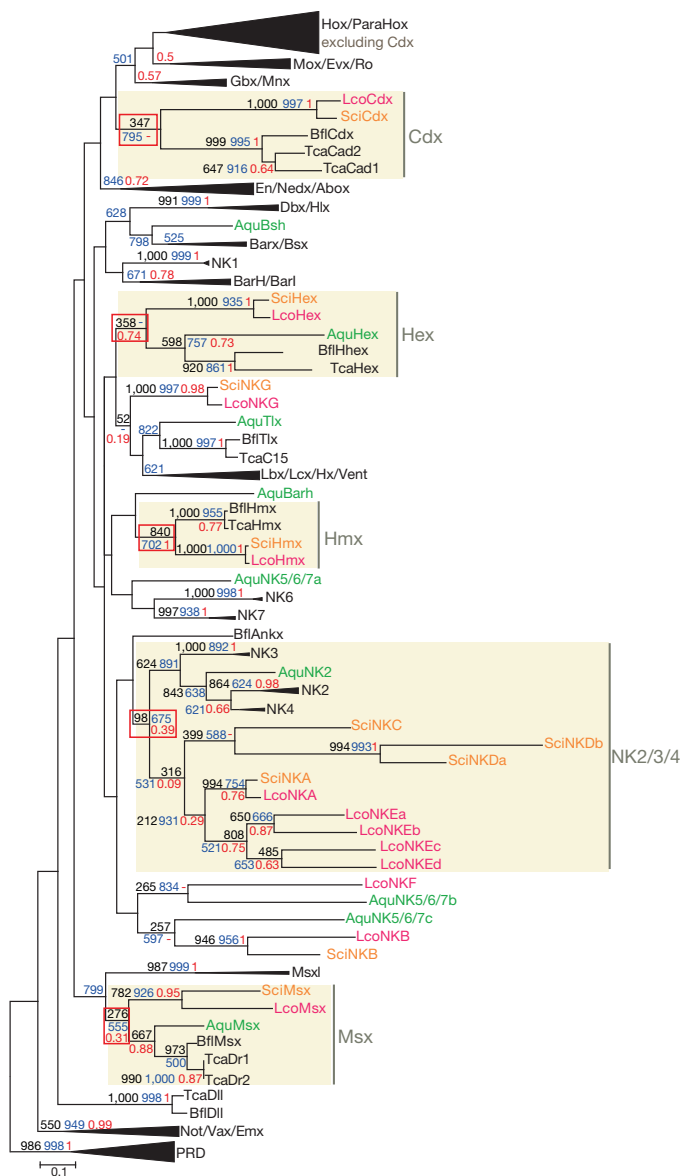 Hox/ParaHox
excluding Cdx
501
0.5
Mox/Evx/Ro
0.57
Gbx/Mnx
1,000 997 1
LcoCdx
SciCdx
347
795 -
Cdx
999 995 1
BflCdx
TcaCad2
647 916 0.64
TcaCad1
846 0.72
En/Nedx/Abox
991 999 1
Dbx/Hlx
628
AquBsh
798
525
Barx/Bsx
1,000 999 1
NK1
671 0.78
BarH/BarI
SciHex
1,000 935 1
LcoHex
358 -
0.74
Hex
AquHex
598 757 0.73
BflHhex
920 861 1
TcaHex
SciNKG
1,000 997 0.98
LcoNKG
52
-
0.19
AquTlx
822
BflTlx
1,000 997 1
TcaC15
621
Lbx/Lcx/Hx/Vent
AquBarh
1,000 955
BflHmx
0.77
TcaHmx
840
702 1
Hmx
SciHmx
1,000 1,000 1
LcoHmx
AquNK5/6/7a
1,000 998 1
NK6
997 938 1
NK7
BflAnkx
1,000 892 1
NK3
624 891
AquNK2
864 624 0.98
843 638
NK2
621 0.66
NK4
98 675
0.39
SciNKC
399 588 -
SciNKDb
994 993 1
SciNKDa
NK2/3/4
316
531 0.09
SciNKA
994 754
0.76
LcoNKA
LcoNKEa
650 666
212 931 0.29
0.87
LcoNKEb
808
521 0.75
LcoNKEc
485
653 0.63
LcoNKEd
LcoNKF
265 834 -
AquNK5/6/7b
AquNK5/6/7c
257
597 -
LcoNKB
946 956 1
SciNKB
987 999 1
Msxl
799
SciMsx
782 926 0.95
LcoMsx
276
555
0.31
Msx
AquMsx
667
0.88
BflMsx
973
500
TcaDr1
990 1,000 0.87
TcaDr2
TcaDll
1,000 998 1
BflDll
550 949 0.99
Not/Vax/Emx
986 998 1
PRD
0.1